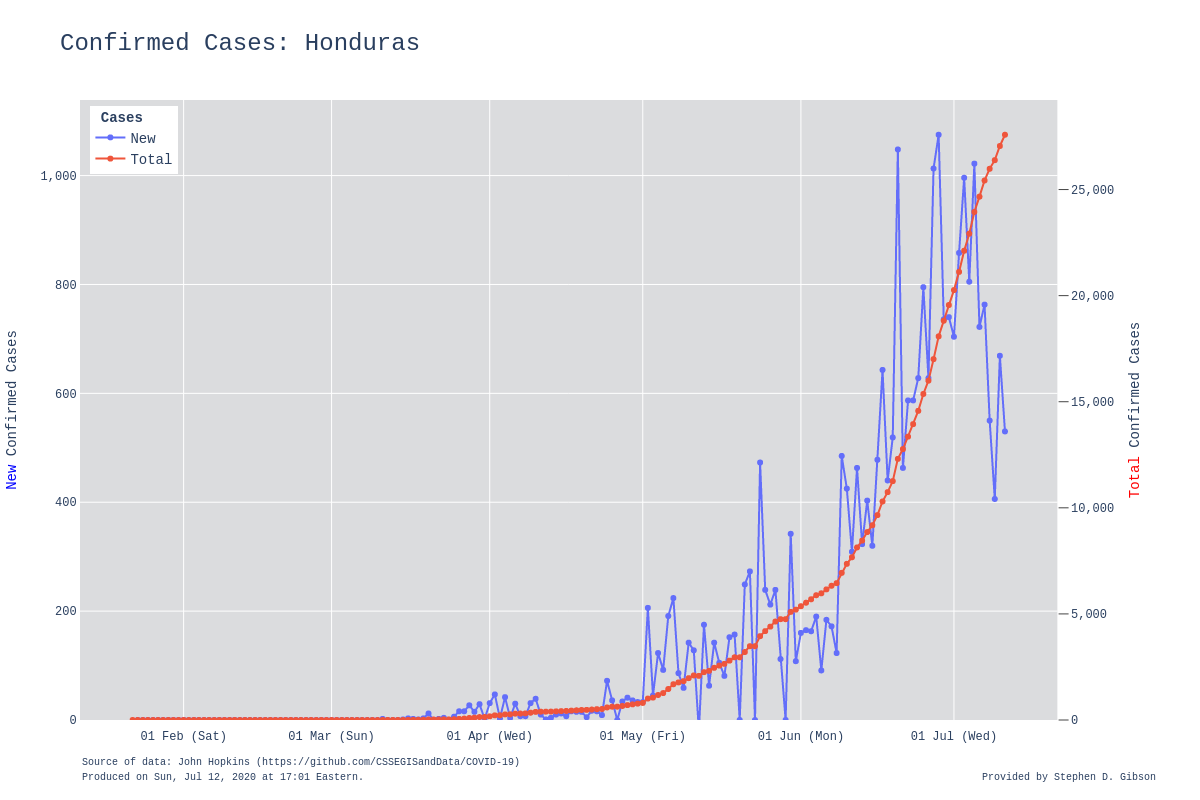 Confirmed Cases: Honduras
Cases
New
Total
1,000
800
600
400
200
0
25,000
20,000
15,000
10,000
5,000
0
New Confirmed Cases
Total Confirmed Cases
01 Feb (Sat)
01 Mar (Sun)
01 Apr (Wed)
01 May (Fri)
01 Jun (Mon)
01 Jul (Wed)
Source of data: John Hopkins (https://github.com/CSSEGISandData/COVID-19)
Produced on Sun, Jul 12, 2020 at 17:01 Eastern.
Provided by Stephen D. Gibson